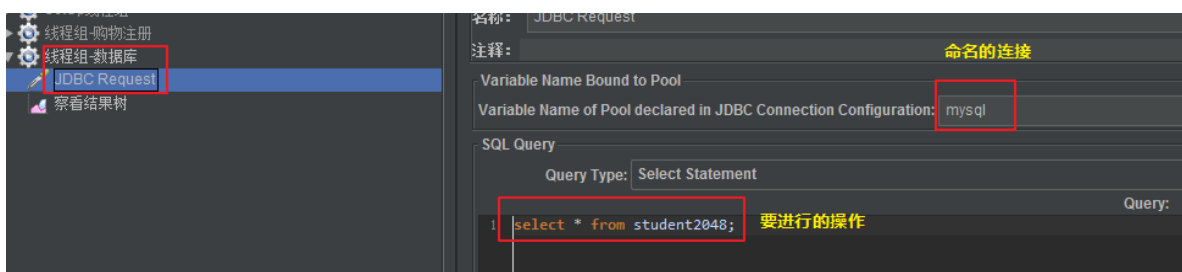 线程组-购物注册
线程组-数据库
JDBC Request
察看结果树
名称: JDBC Request
注释:
命名的连接
Variable Name Bound to Pool
Variable Name of Pool declared in JDBC Connection Configuration: mysql
SQL Query
Query Type: Select Statement
Query:
1 select * from student2048;
要进行的操作